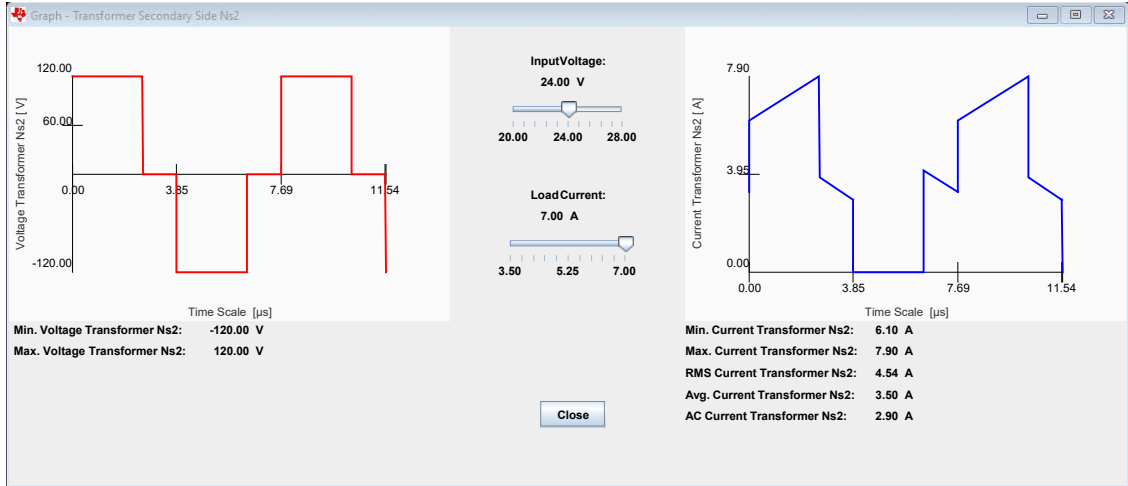 Graph - Transformer Secondary Side Ns2
Voltage Transformer Ns2 [ V]
120.00
60.00
-120.00
0.00
3.85
7.69
11.54
Time Scale [µs]
Min. Voltage Transformer Ns2: -120.00 V
Max. Voltage Transformer Ns2: 120.00 V
InputVoltage:
24.00 V
20.00 24.00 28.00
LoadCurrent:
7.00 A
3.50 5.25 7.00
Close
Current Transformer Ns2 [ A]
7.90
3.95
0.00
0.00 3.85 7.69 11.54
Time Scale [µs]
Min. Current Transformer Ns2: 6.10 A
Max. Current Transformer Ns2: 7.90 A
RMS Current Transformer Ns2: 4.54 A
Avg. Current Transformer Ns2: 3.50 A
AC Current Transformer Ns2: 2.90 A